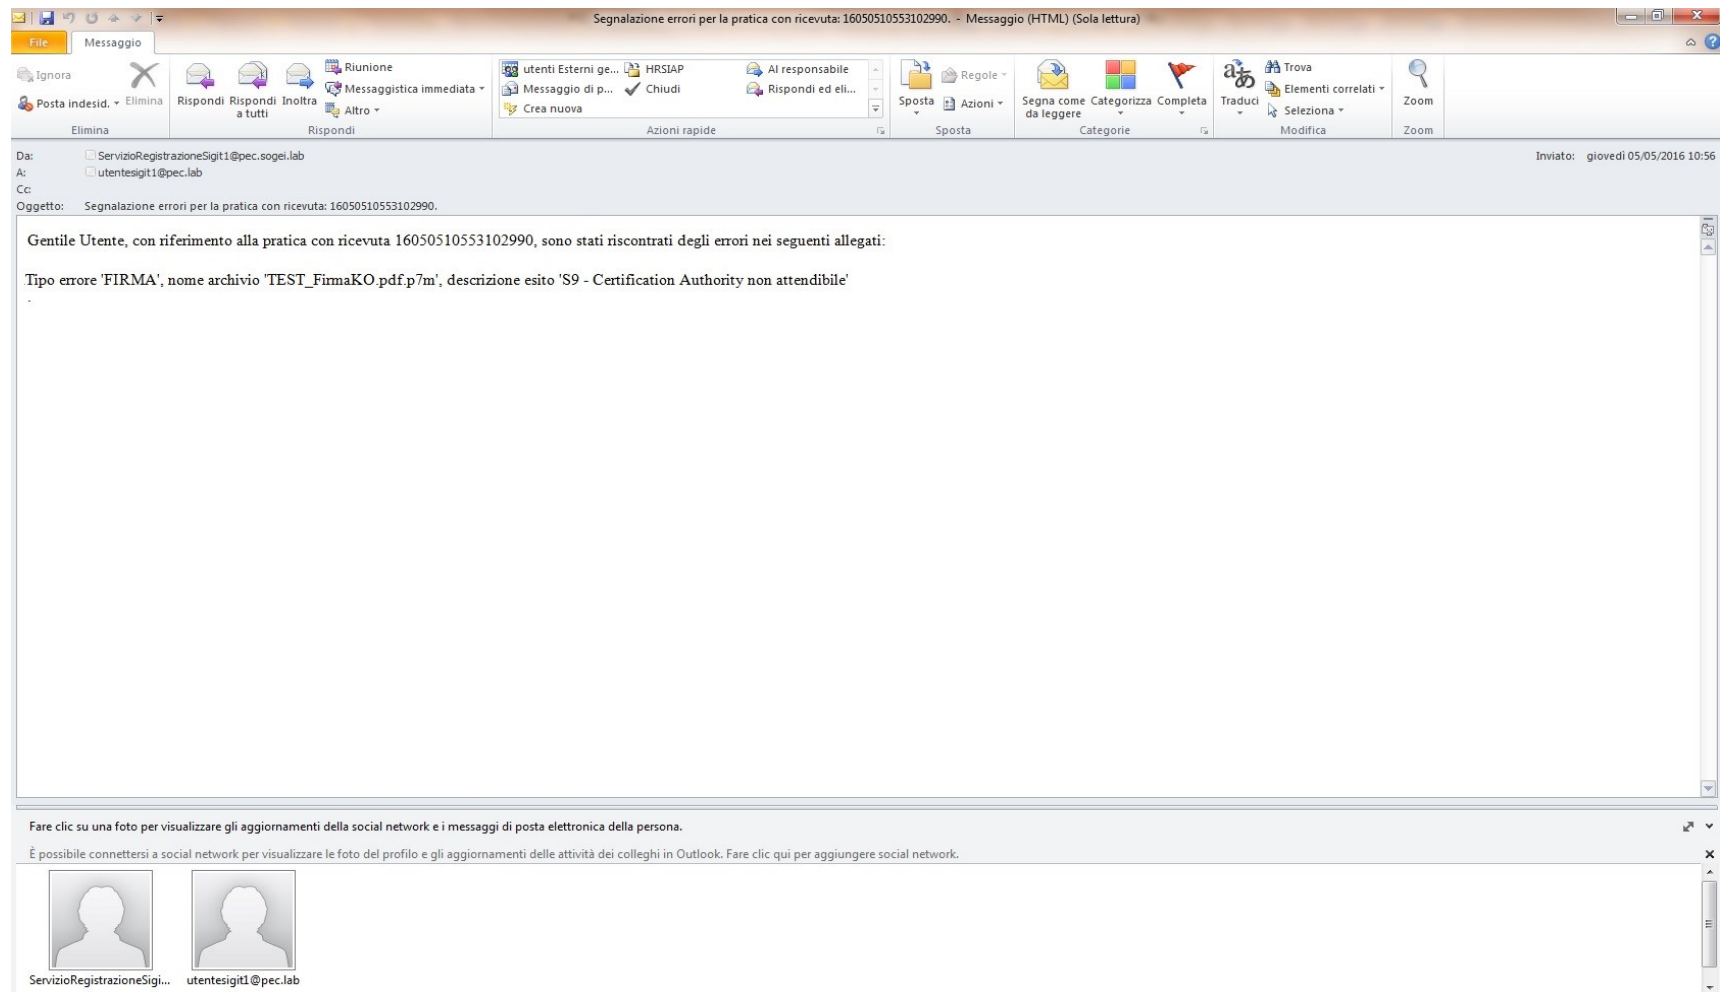 Segnalazione errori per la pratica con ricevuta: 16050510553102990. - Messaggio (HTML) (Sola lettura)
File Messaggio
Ignora
Posta indesid. Elimina
Rispondi Rispondi a tutti Inoltra
Riunione
Messaggistica immediata
Altro
utenti Esterni ge... HRSIAP Al responsabile
Messaggio di p... Chiudi Rispondi ed eli...
Crea nuova
Sposta
Regole
Azioni
Segna come da leggere Categorizza Completa
Traduci
Trova
Elementi correlati
Seleziona
Zoom
Elimina Rispondi Azioni rapide Sposta Categorie Modifica Zoom
Da: ServizioRegistrazioneSigit1@pec.sogei.lab Inviato: giovedì 05/05/2016 10:56
A: utentesigit1@pec.lab
Cc:
Oggetto: Segnalazione errori per la pratica con ricevuta: 16050510553102990.
Gentile Utente, con riferimento alla pratica con ricevuta 16050510553102990, sono stati riscontrati degli errori nei seguenti allegati:
Tipo errore 'FIRMA', nome archivio 'TEST_FirmaKO.pdf.p7m', descrizione esito 'S9 - Certification Authority non attendibile'
.
Fare clic su una foto per visualizzare gli aggiornamenti della social network e i messaggi di posta elettronica della persona.
È possibile connettersi a social network per visualizzare le foto del profilo e gli aggiornamenti delle attività dei colleghi in Outlook. Fare clic qui per aggiungere social network.
ServizioRegistrazioneSigi... utentesigit1@pec.lab